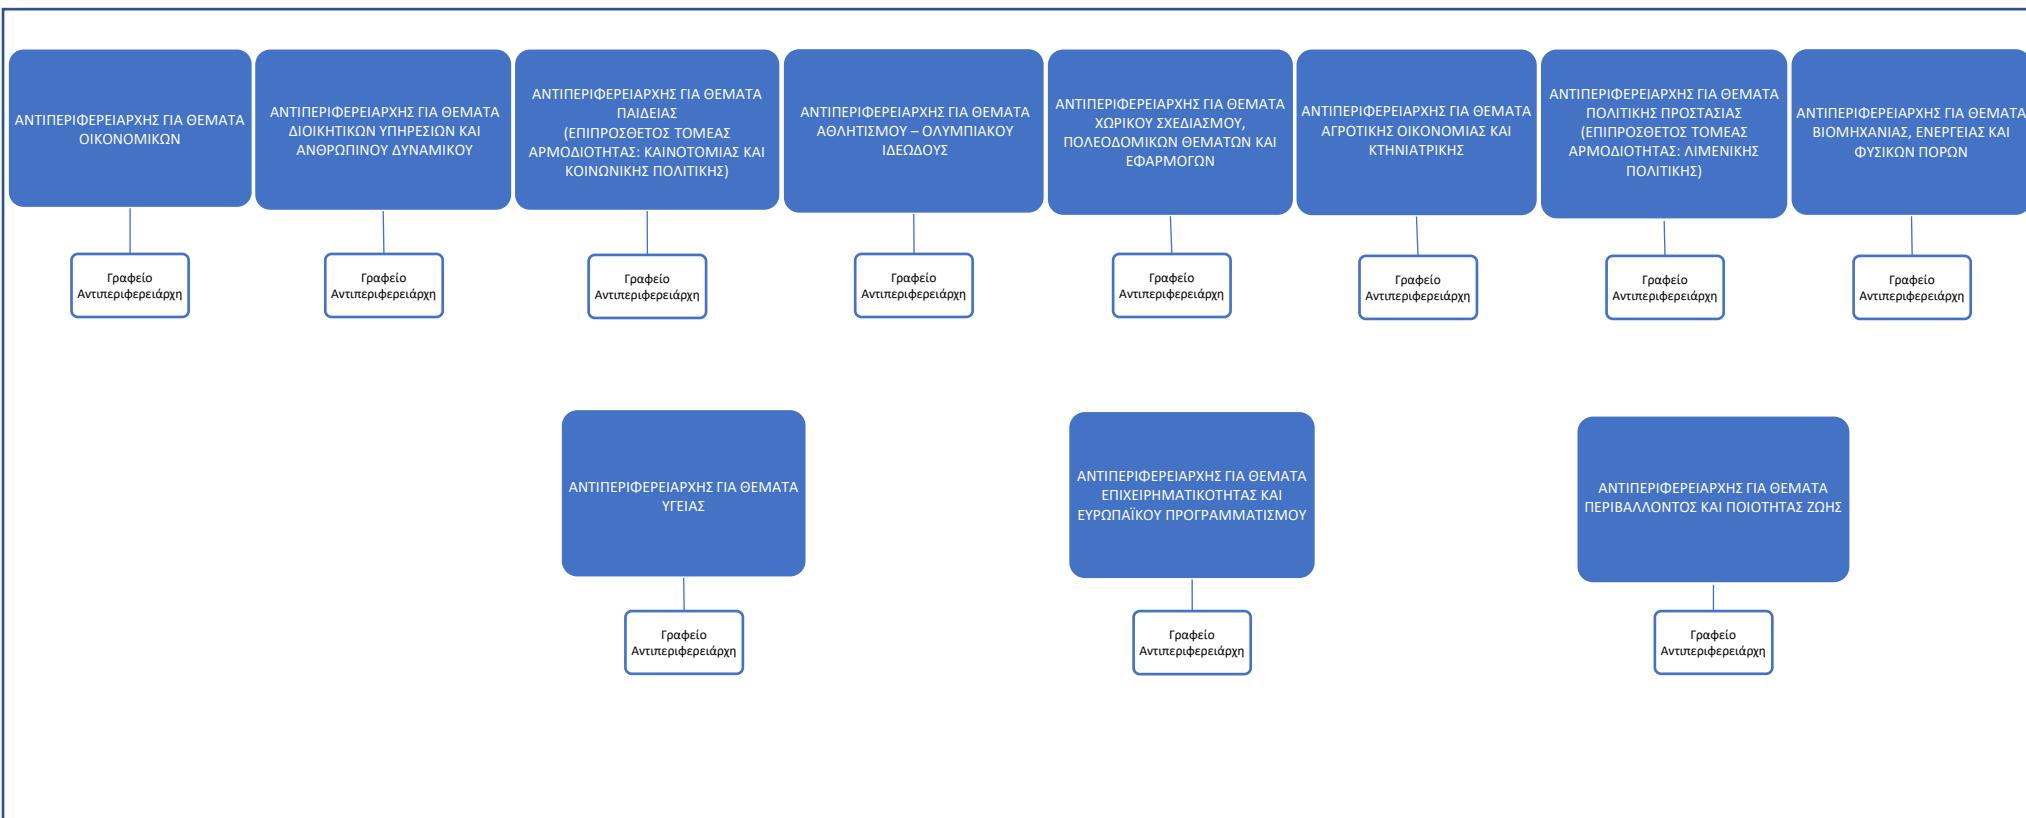 ΑΝΤΙΠΕΡΙΦΕΡΕΙΑΡΧΗΣ ΓΙΑ ΘΕΜΑΤΑ
ΟΙΚΟΝΟΜΙΚΩΝ
ΑΝΤΙΠΕΡΙΦΕΡΕΙΑΡΧΗΣ ΓΙΑ ΘΕΜΑΤΑ
ΔΙΟΙΚΗΤΙΚΩΝ ΥΠΗΡΕΣΙΩΝ ΚΑΙ
ΑΝΘΡΩΠΙΝΟΥ ΔΥΝΑΜΙΚΟΥ
ΑΝΤΙΠΕΡΙΦΕΡΕΙΑΡΧΗΣ ΓΙΑ ΘΕΜΑΤΑ
ΠΑΙΔΕΙΑΣ
(ΕΠΙΠΡΟΣΘΕΤΟΣ ΤΟΜΕΑΣ
ΑΡΜΟΔΙΟΤΗΤΑΣ: ΚΑΙΝΟΤΟΜΙΑΣ ΚΑΙ
ΚΟΙΝΩΝΙΚΗΣ ΠΟΛΙΤΙΚΗΣ)
ΑΝΤΙΠΕΡΙΦΕΡΕΙΑΡΧΗΣ ΓΙΑ ΘΕΜΑΤΑ
ΑΘΛΗΤΙΣΜΟΥ – ΟΛΥΜΠΙΑΚΟΥ
ΙΔΕΩΔΟΥΣ
ΑΝΤΙΠΕΡΙΦΕΡΕΙΑΡΧΗΣ ΓΙΑ ΘΕΜΑΤΑ
ΧΩΡΙΚΟΥ ΣΧΕΔΙΑΣΜΟΥ,
ΠΟΛΕΟΔΟΜΙΚΩΝ ΘΕΜΑΤΩΝ ΚΑΙ
ΕΦΑΡΜΟΓΩΝ
ΑΝΤΙΠΕΡΙΦΕΡΕΙΑΡΧΗΣ ΓΙΑ ΘΕΜΑΤΑ
ΑΓΡΟΤΙΚΗΣ ΟΙΚΟΝΟΜΙΑΣ ΚΑΙ
ΚΤΗΝΙΑΤΡΙΚΗΣ
ΑΝΤΙΠΕΡΙΦΕΡΕΙΑΡΧΗΣ ΓΙΑ ΘΕΜΑΤΑ
ΠΟΛΙΤΙΚΗΣ ΠΡΟΣΤΑΣΙΑΣ
(ΕΠΙΠΡΟΣΘΕΤΟΣ ΤΟΜΕΑΣ
ΑΡΜΟΔΙΟΤΗΤΑΣ: ΛΙΜΕΝΙΚΗΣ
ΠΟΛΙΤΙΚΗΣ)
ΑΝΤΙΠΕΡΙΦΕΡΕΙΑΡΧΗΣ ΓΙΑ ΘΕΜΑΤΑ
ΒΙΟΜΗΧΑΝΙΑΣ, ΕΝΕΡΓΕΙΑΣ ΚΑΙ
ΦΥΣΙΚΩΝ ΠΟΡΩΝ
Γραφείο
Αντιπεριφερειάρχη
Γραφείο
Αντιπεριφερειάρχη
Γραφείο
Αντιπεριφερειάρχη
Γραφείο
Αντιπεριφερειάρχη
Γραφείο
Αντιπεριφερειάρχη
Γραφείο
Αντιπεριφερειάρχη
Γραφείο
Αντιπεριφερειάρχη
Γραφείο
Αντιπεριφερειάρχη
ΑΝΤΙΠΕΡΙΦΕΡΕΙΑΡΧΗΣ ΓΙΑ ΘΕΜΑΤΑ
ΥΓΕΙΑΣ
ΑΝΤΙΠΕΡΙΦΕΡΕΙΑΡΧΗΣ ΓΙΑ ΘΕΜΑΤΑ
ΕΠΙΧΕΙΡΗΜΑΤΙΚΟΤΗΤΑΣ ΚΑΙ
ΕΥΡΩΠΑΪΚΟΥ ΠΡΟΓΡΑΜΜΑΤΙΣΜΟΥ
ΑΝΤΙΠΕΡΙΦΕΡΕΙΑΡΧΗΣ ΓΙΑ ΘΕΜΑΤΑ
ΠΕΡΙΒΑΛΛΟΝΤΟΣ ΚΑΙ ΠΟΙΟΤΗΤΑΣ ΖΩΗΣ
Γραφείο
Αντιπεριφερειάρχη
Γραφείο
Αντιπεριφερειάρχη
Γραφείο
Αντιπεριφερειάρχη